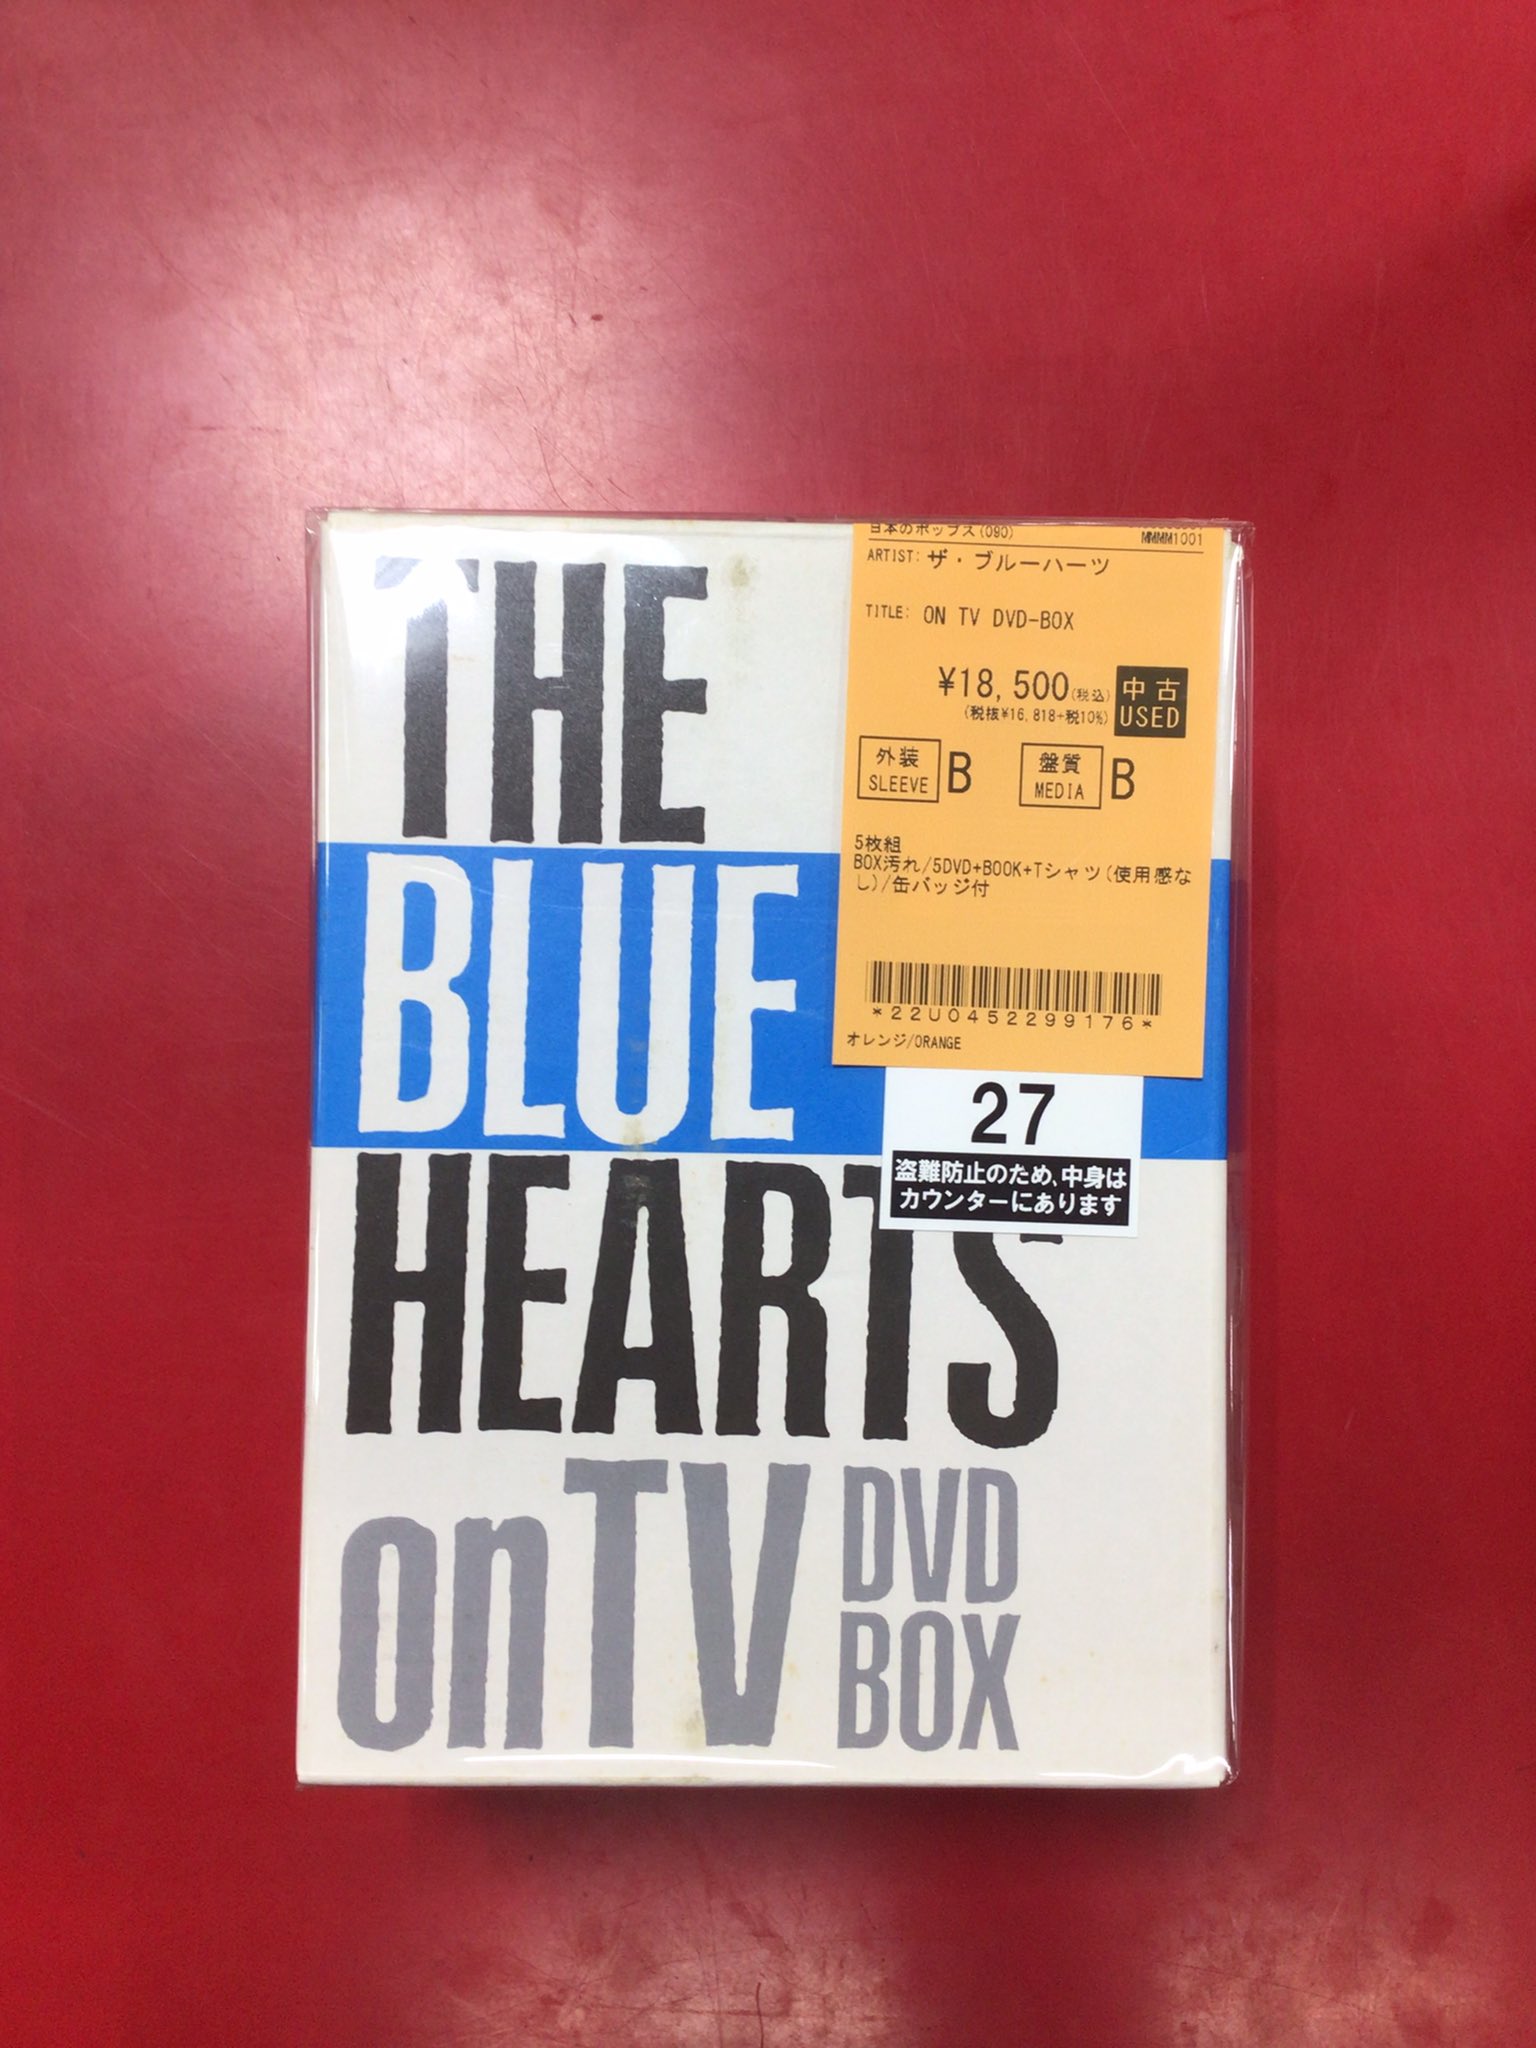 THE
BLUE
HEARTS
onTV
DVD
BOX
日本のポップス(090)
MMMM1001
ARTIST: ザ・ブルーハーツ
TITLE: ON TV DVD-BOX
¥18,500(税込)
(税抜¥16,818+税10%)
中古
USED
外装
SLEEVE
B
盤質
MEDIA
B
5枚組
BOX汚れ/5DVD+BOOK+Tシャツ(使用感な
し)/缶バッジ付
*22U0452299176*
オレンジ/ORANGE
27
盗難防止のため、中身は
カウンターにあります